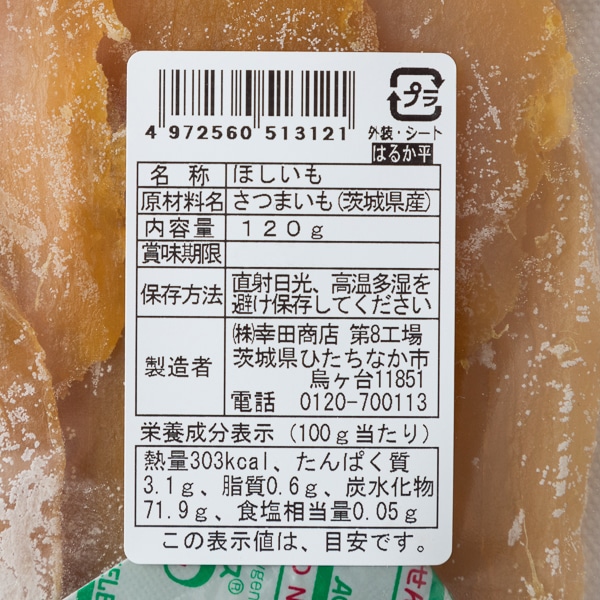 プラ
4 972560 513121
外装・シート
はるか平
名称 ほしいも
原材料名 さつまいも(茨城県産)
内容量 120g
賞味期限
保存方法 直射日光、高温多湿を
避け保存してください
製造者 ㈱幸田商店 第8工場
茨城県ひたちなか市
烏ヶ台11851
電話 0120-700113
栄養成分表示(100g当たり)
熱量303kcal、たんぱく質
3.1g、脂質0.6g、炭水化物
71.9g、食塩相当量0.05g
この表示値は、目安です。